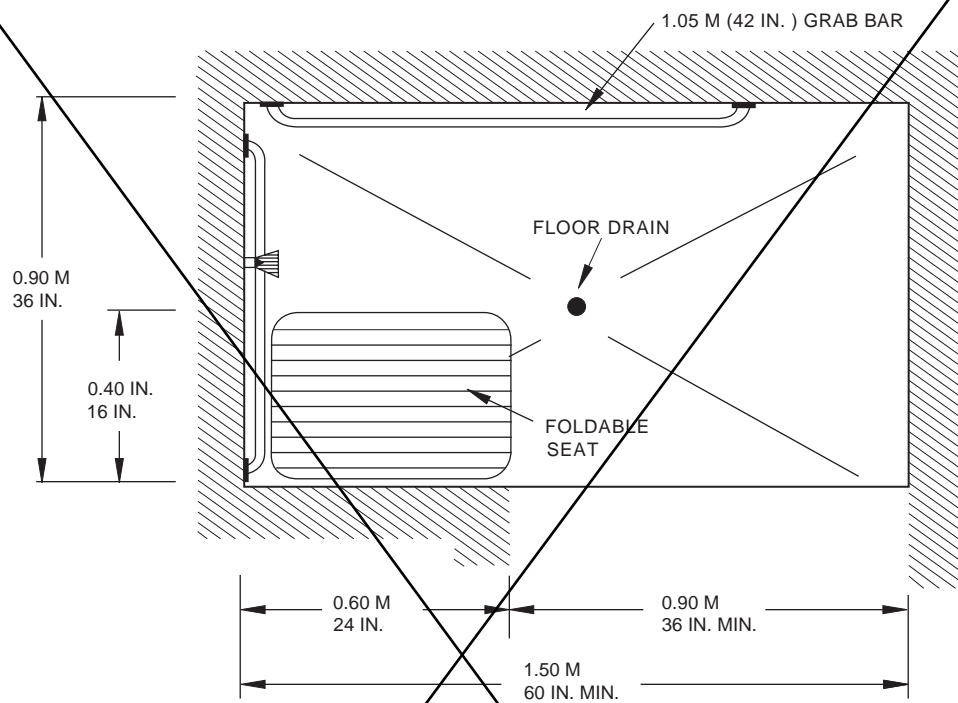 1.05 M (42 IN. ) GRAB BAR
FLOOR DRAIN
0.90 M
36 IN.
0.40 IN.
16 IN.
FOLDABLE
SEAT
0.60 M
24 IN.
0.90 M
36 IN. MIN.
1.50 M
60 IN. MIN.